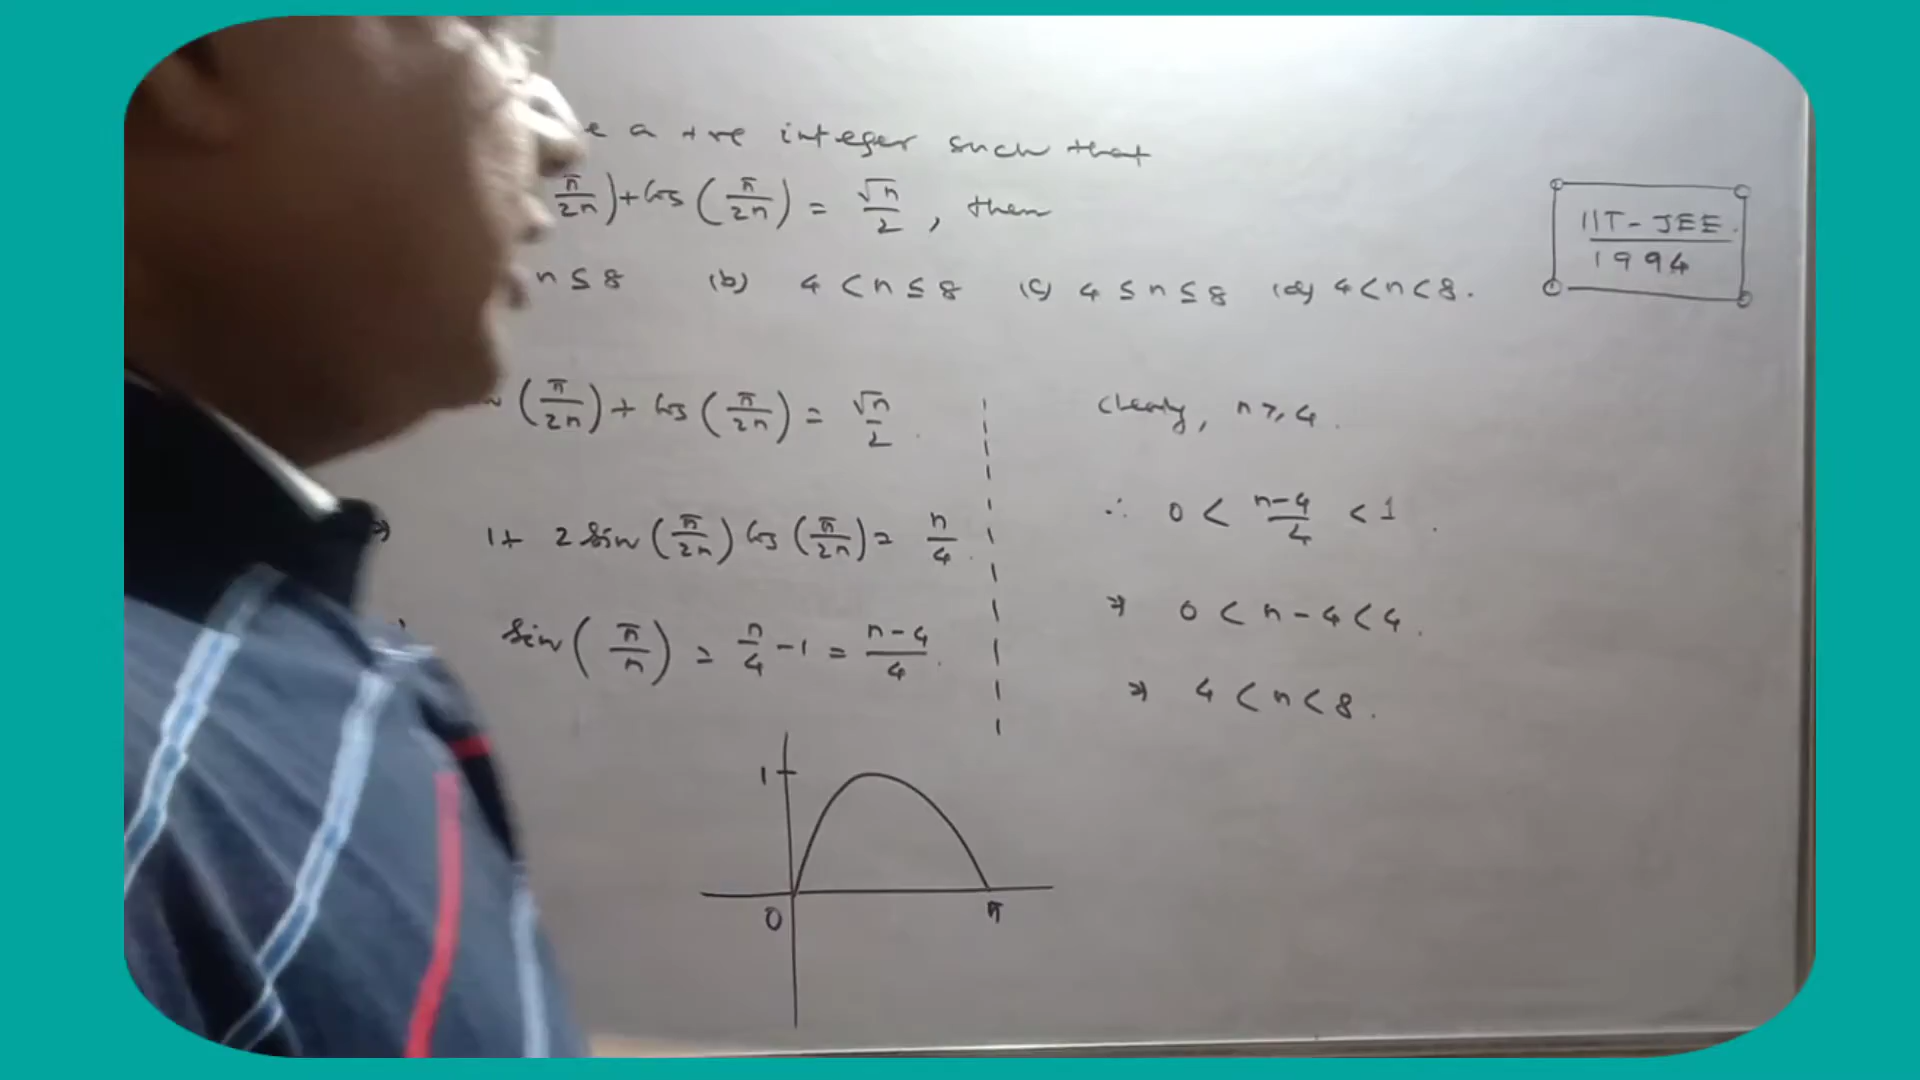 e a +ve integer such that
π/2n) + cos (π/2n) = √n/2 , then
n ≤ 8 (b) 4 < n ≤ 8 (c) 4 ≤ n ≤ 8 (d) 4 < n < 8 .
IIT - JEE .
1994
(π/2n) + cos (π/2n) = √n/2 .
⇒ 1 + 2 sin (π/2n) cos (π/2n) = n/4 .
sin (π/n) = n/4 - 1 = n-4/4 .
1
0 π
clearly, n ≥ 4 .
∴ 0 < n-4/4 < 1 .
⇒ 0 < n - 4 < 4 .
⇒ 4 < n < 8 .